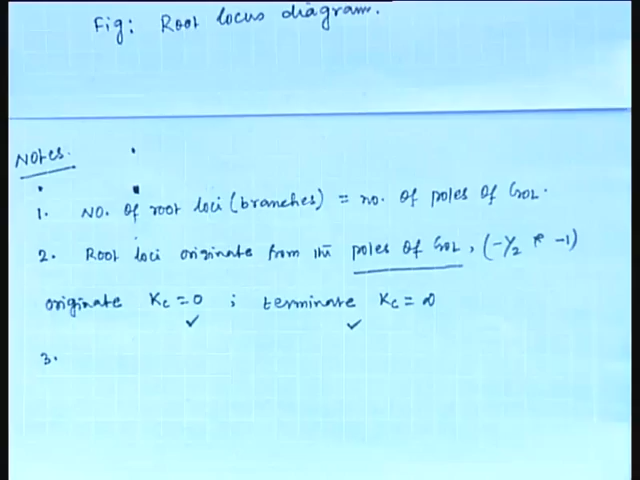 Fig: Root locus diagram.
Notes.
1. No. of root loci (branches) = no. of poles of GOL.
2. Root loci originate from the poles of GOL, (-1/2 & -1)
originate Kc = 0 ; terminate Kc = ∞
3.